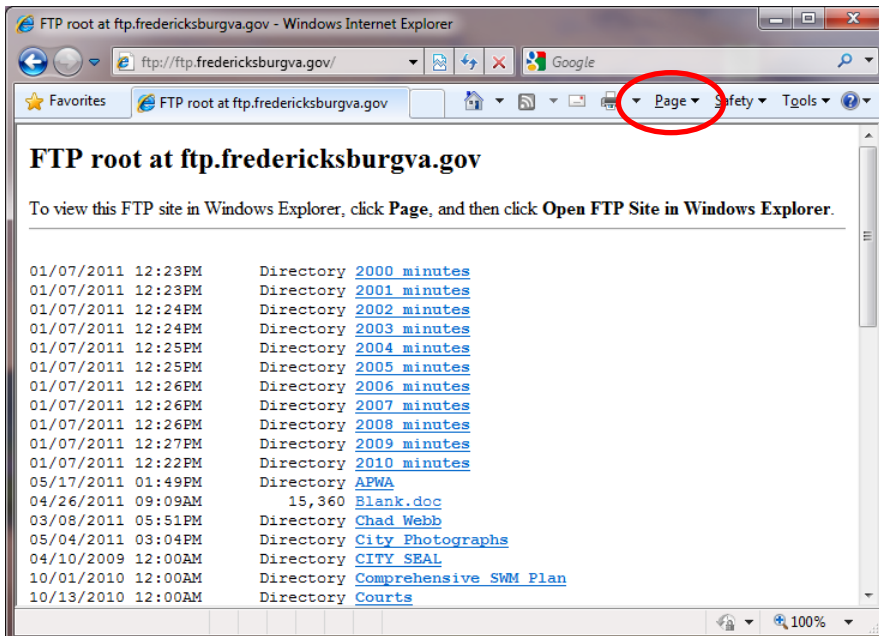 FTP root at ftp.fredericksburgva.gov - Windows Internet Explorer
ftp://ftp.fredericksburgva.gov/ Google
Favorites FTP root at ftp.fredericksburgva.gov Page Safety Tools
FTP root at ftp.fredericksburgva.gov
To view this FTP site in Windows Explorer, click Page, and then click Open FTP Site in Windows Explorer.
01/07/2011 12:23PM Directory 2000 minutes
01/07/2011 12:23PM Directory 2001 minutes
01/07/2011 12:24PM Directory 2002 minutes
01/07/2011 12:24PM Directory 2003 minutes
01/07/2011 12:25PM Directory 2004 minutes
01/07/2011 12:25PM Directory 2005 minutes
01/07/2011 12:26PM Directory 2006 minutes
01/07/2011 12:26PM Directory 2007 minutes
01/07/2011 12:26PM Directory 2008 minutes
01/07/2011 12:27PM Directory 2009 minutes
01/07/2011 12:22PM Directory 2010 minutes
05/17/2011 01:49PM Directory APWA
04/26/2011 09:09AM 15,360 Blank.doc
03/08/2011 05:51PM Directory Chad Webb
05/04/2011 03:04PM Directory City Photographs
04/10/2009 12:00AM Directory CITY SEAL
10/01/2010 12:00AM Directory Comprehensive SWM Plan
10/13/2010 12:00AM Directory Courts
100%